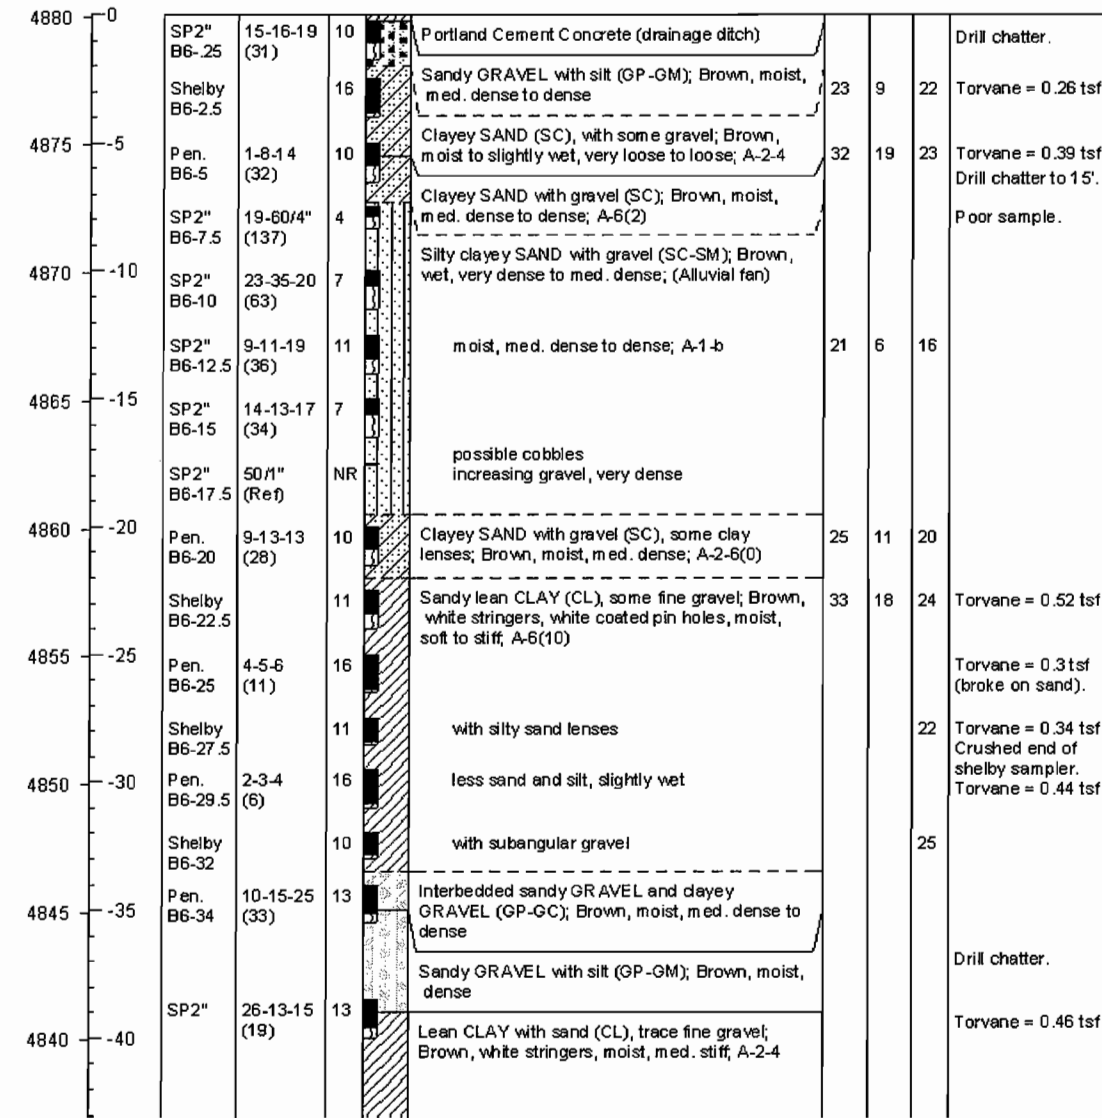 4880 0
SP2" 15-16-19 10 Portland Cement Concrete (drainage ditch) Drill chatter.
B6-.25 (31)
Sandy GRAVEL with silt (GP-GM); Brown, moist,
med. dense to dense
Shelby 16 23 9 22 Torvane = 0.26 tsf
B6-2.5
4875 -5
Clayey SAND (SC), with some gravel; Brown,
moist to slightly wet, very loose to loose; A-2-4
Pen. 1-8-14 10 32 19 23 Torvane = 0.39 tsf
B6-5 (32) Drill chatter to 15'.
Clayey SAND with gravel (SC); Brown, moist,
med. dense to dense; A-6(2)
SP2" 19-60/4" 4 Poor sample.
B6-7.5 (137)
Silty clayey SAND with gravel (SC-SM); Brown,
wet, very dense to med. dense; (Alluvial fan)
4870 -10
SP2" 23-35-20 7
B6-10 (63)
SP2" 9-11-19 11 moist, med. dense to dense; A-1-b 21 6 16
B6-12.5 (36)
4865 -15
SP2" 14-13-17 7
B6-15 (34)
possible cobbles
SP2" 50/1" NR increasing gravel, very dense
B6-17.5 (Ref)
4860 -20
Pen. 9-13-13 10 Clayey SAND with gravel (SC), some clay 25 11 20
B6-20 (28) lenses; Brown, moist, med. dense; A-2-6(0)
Shelby 11 Sandy lean CLAY (CL), some fine gravel; Brown, 33 18 24 Torvane = 0.52 tsf
B6-22.5 white stringers, white coated pin holes, moist,
soft to stiff; A-6(10)
4855 -25
Pen. 4-5-6 16 Torvane = 0.3 tsf
B6-25 (11) (broke on sand).
Shelby 11 with silty sand lenses 22 Torvane = 0.34 tsf
B6-27.5 Crushed end of
shelby sampler.
4850 -30
Pen. 2-3-4 16 less sand and silt, slightly wet Torvane = 0.44 tsf
B6-29.5 (6)
Shelby 10 with subangular gravel 25
B6-32
4845 -35
Pen. 10-15-25 13 Interbedded sandy GRAVEL and clayey
B6-34 (33) GRAVEL (GP-GC); Brown, moist, med. dense to
dense
Drill chatter.
Sandy GRAVEL with silt (GP-GM); Brown, moist,
dense
SP2" 26-13-15 13 Torvane = 0.46 tsf
(19)
4840 -40
Lean CLAY with sand (CL), trace fine gravel;
Brown, white stringers, moist, med. stiff; A-2-4